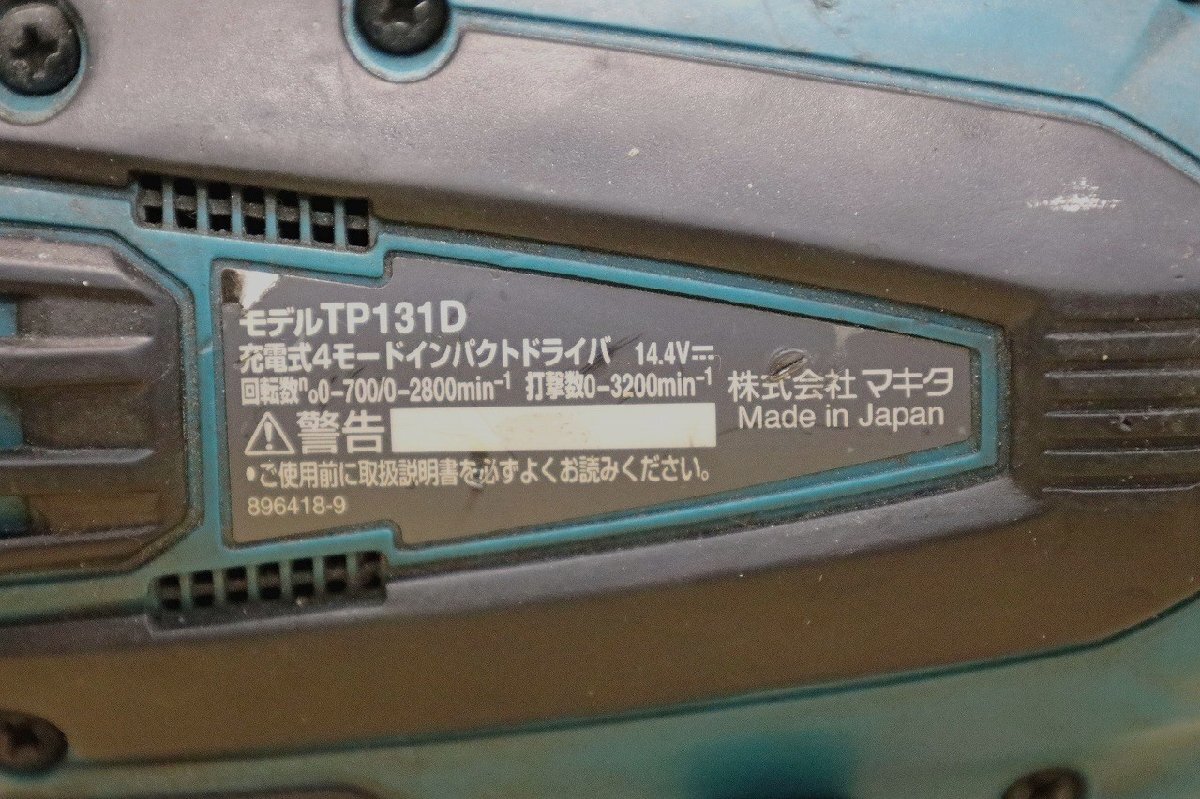 モデルTP131D
充電式4モードインパクトドライバ 14.4V⎓
回転数ⁿo0-700/0-2800min⁻¹ 打撃数0-3200min⁻¹
⚠警告
・ご使用前に取扱説明書を必ずよくお読みください。
896418-9
株式会社 マキタ
Made in Japan